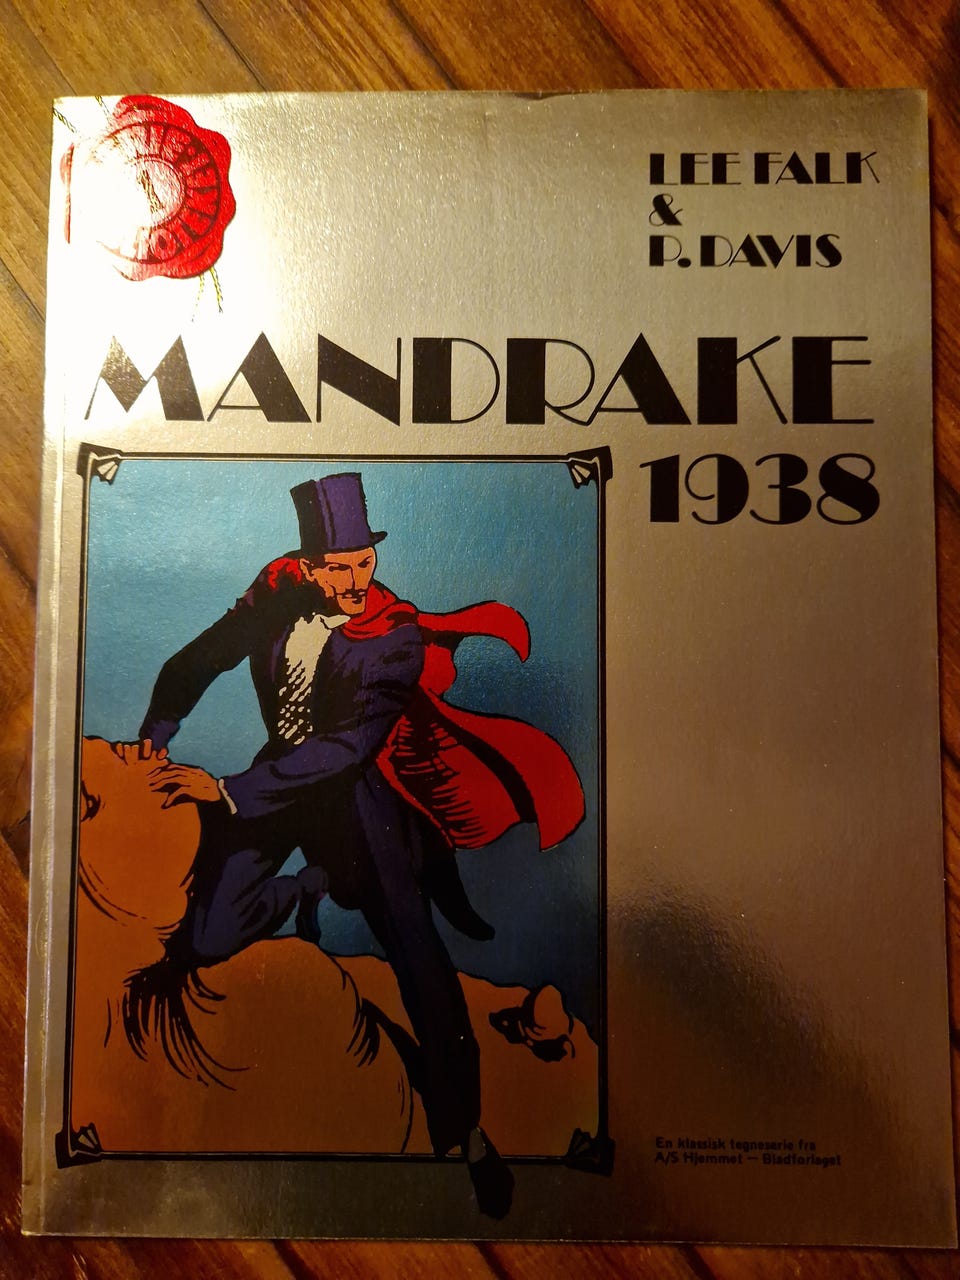 LEE FALK
&
P. DAVIS
MANDRAKE
1938
En klassisk tegneserie fra
A/S Hjemmet — Bladforlaget